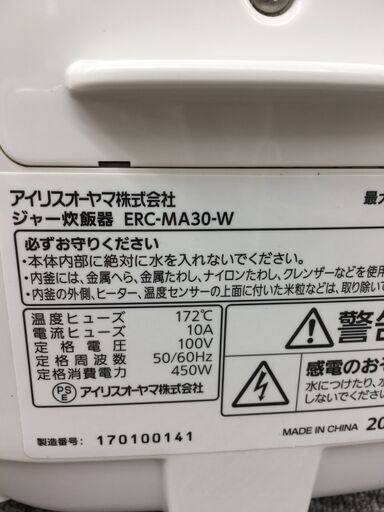 アイリスオーヤマ株式会社
最大
ジャー炊飯器 ERC-MA30-W
必ずお守りください
・本体内部に絶対に水を入れないでください。
・内釜には、金属へら、金属たわし、ナイロンたわし、クレンザーなどを使用
・内釜の外側、ヒーター、温度センサーの上面に付いた米粒などは、取り除いて
温度ヒューズ 172℃
電流ヒューズ 10A
定格電圧 100V
定格周波数 50/60Hz
定格消費電力 450W
PSE アイリスオーヤマ株式会社
警告
感電のおそ
水につけたり、水
しないでください
製造番号: 170100141
MADE IN CHINA 20